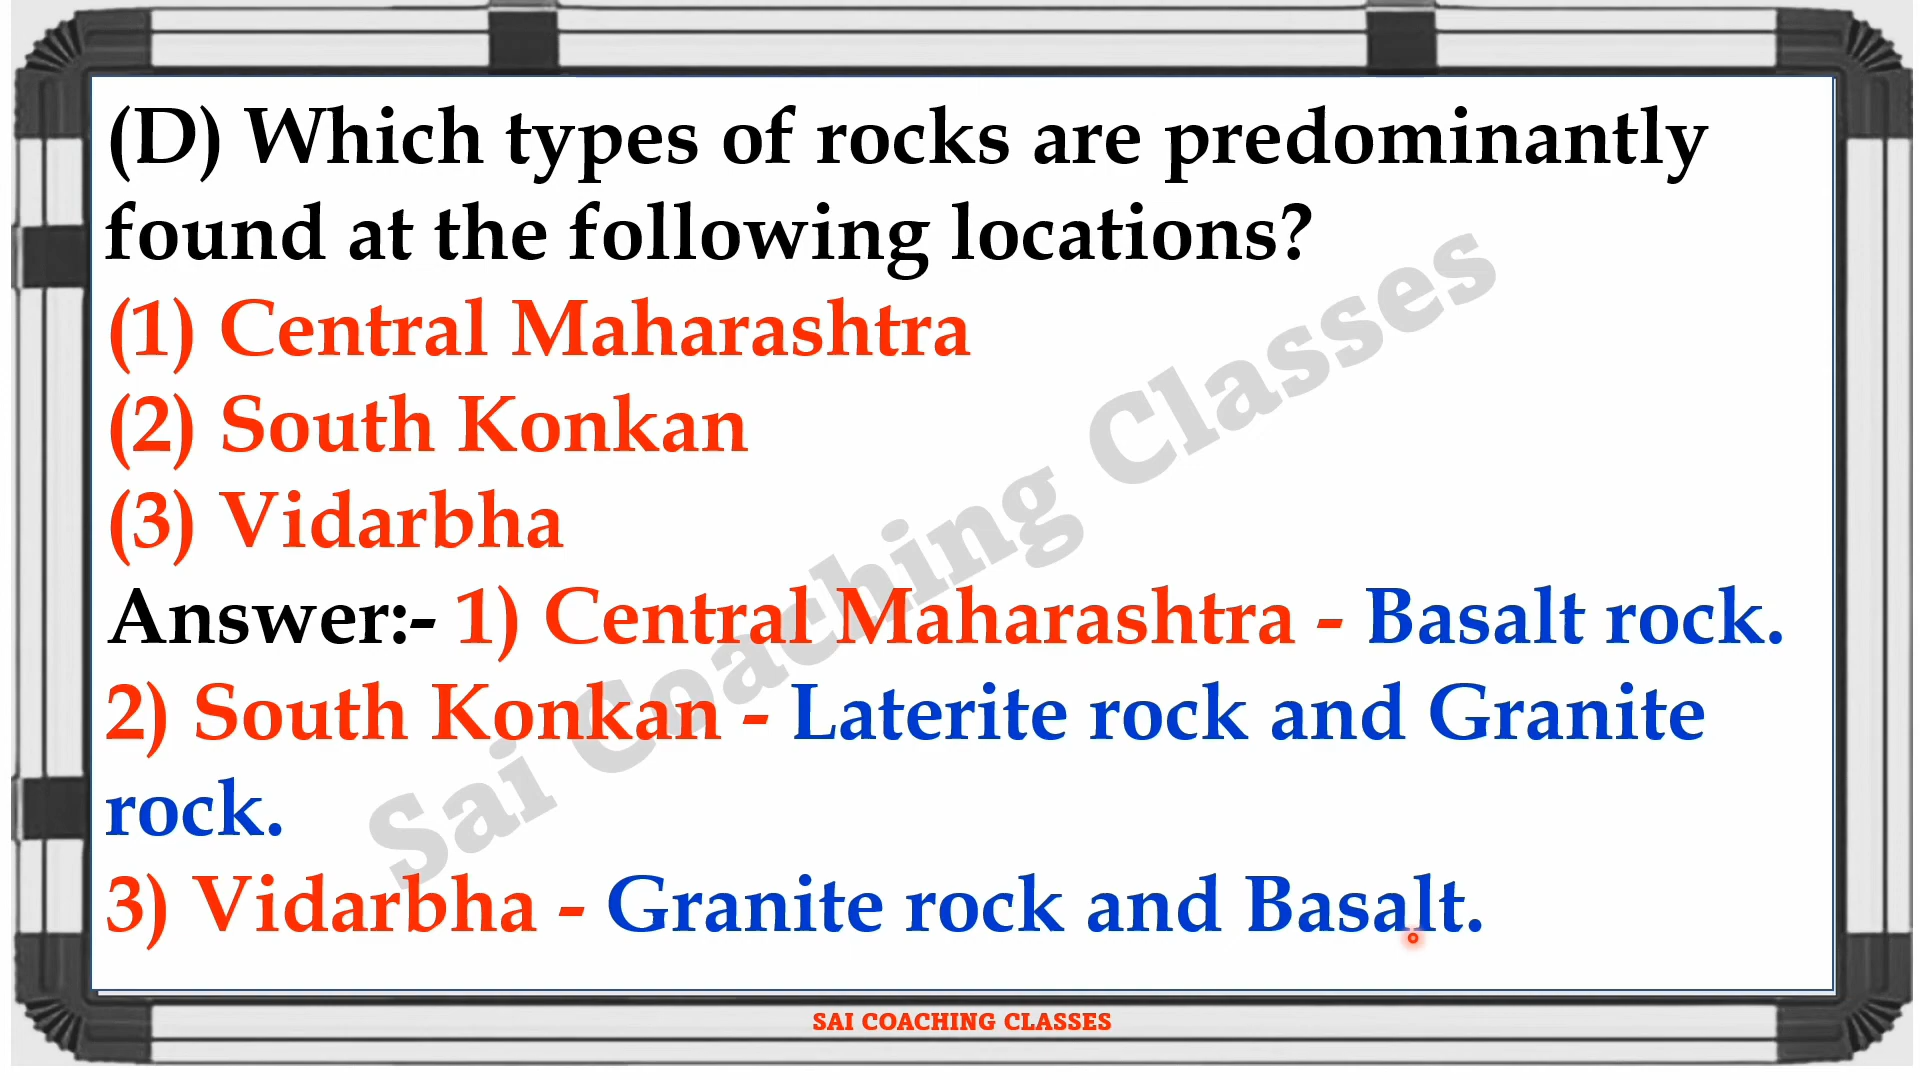 (D) Which types of rocks are predominantly
found at the following locations?
(1) Central Maharashtra
(2) South Konkan
(3) Vidarbha
Answer:- 1) Central Maharashtra - Basalt rock.
2) South Konkan - Laterite rock and Granite
rock.
3) Vidarbha - Granite rock and Basalt.
Sai Coaching Classes
SAI COACHING CLASSES